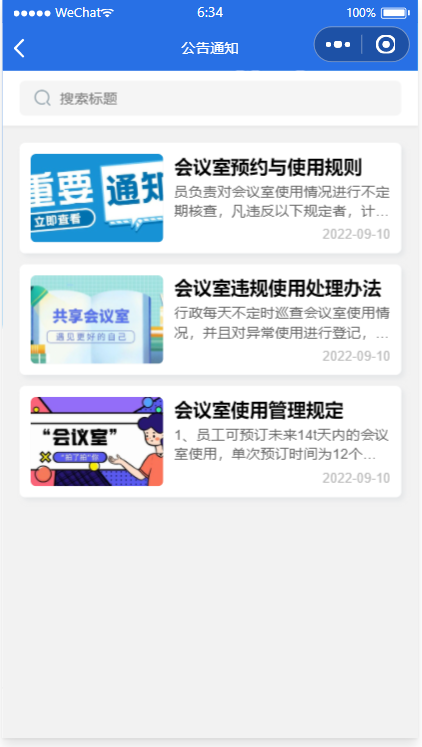 WeChat 6:34 100%
公告通知
搜索标题
重要 通知
立即查看
会议室预约与使用规则
员负责对会议室使用情况进行不定
期核查，凡违反以下规定者，计...
2022-09-10
共享会议室
遇见更好的自己
会议室违规使用处理办法
行政每天不定时巡查会议室使用情
况，并且对异常使用进行登记，...
2022-09-10
“会议室”
会议室使用管理规定
1、员工可预订未来14t天内的会议
室使用，单次预订时间为12个...
2022-09-10